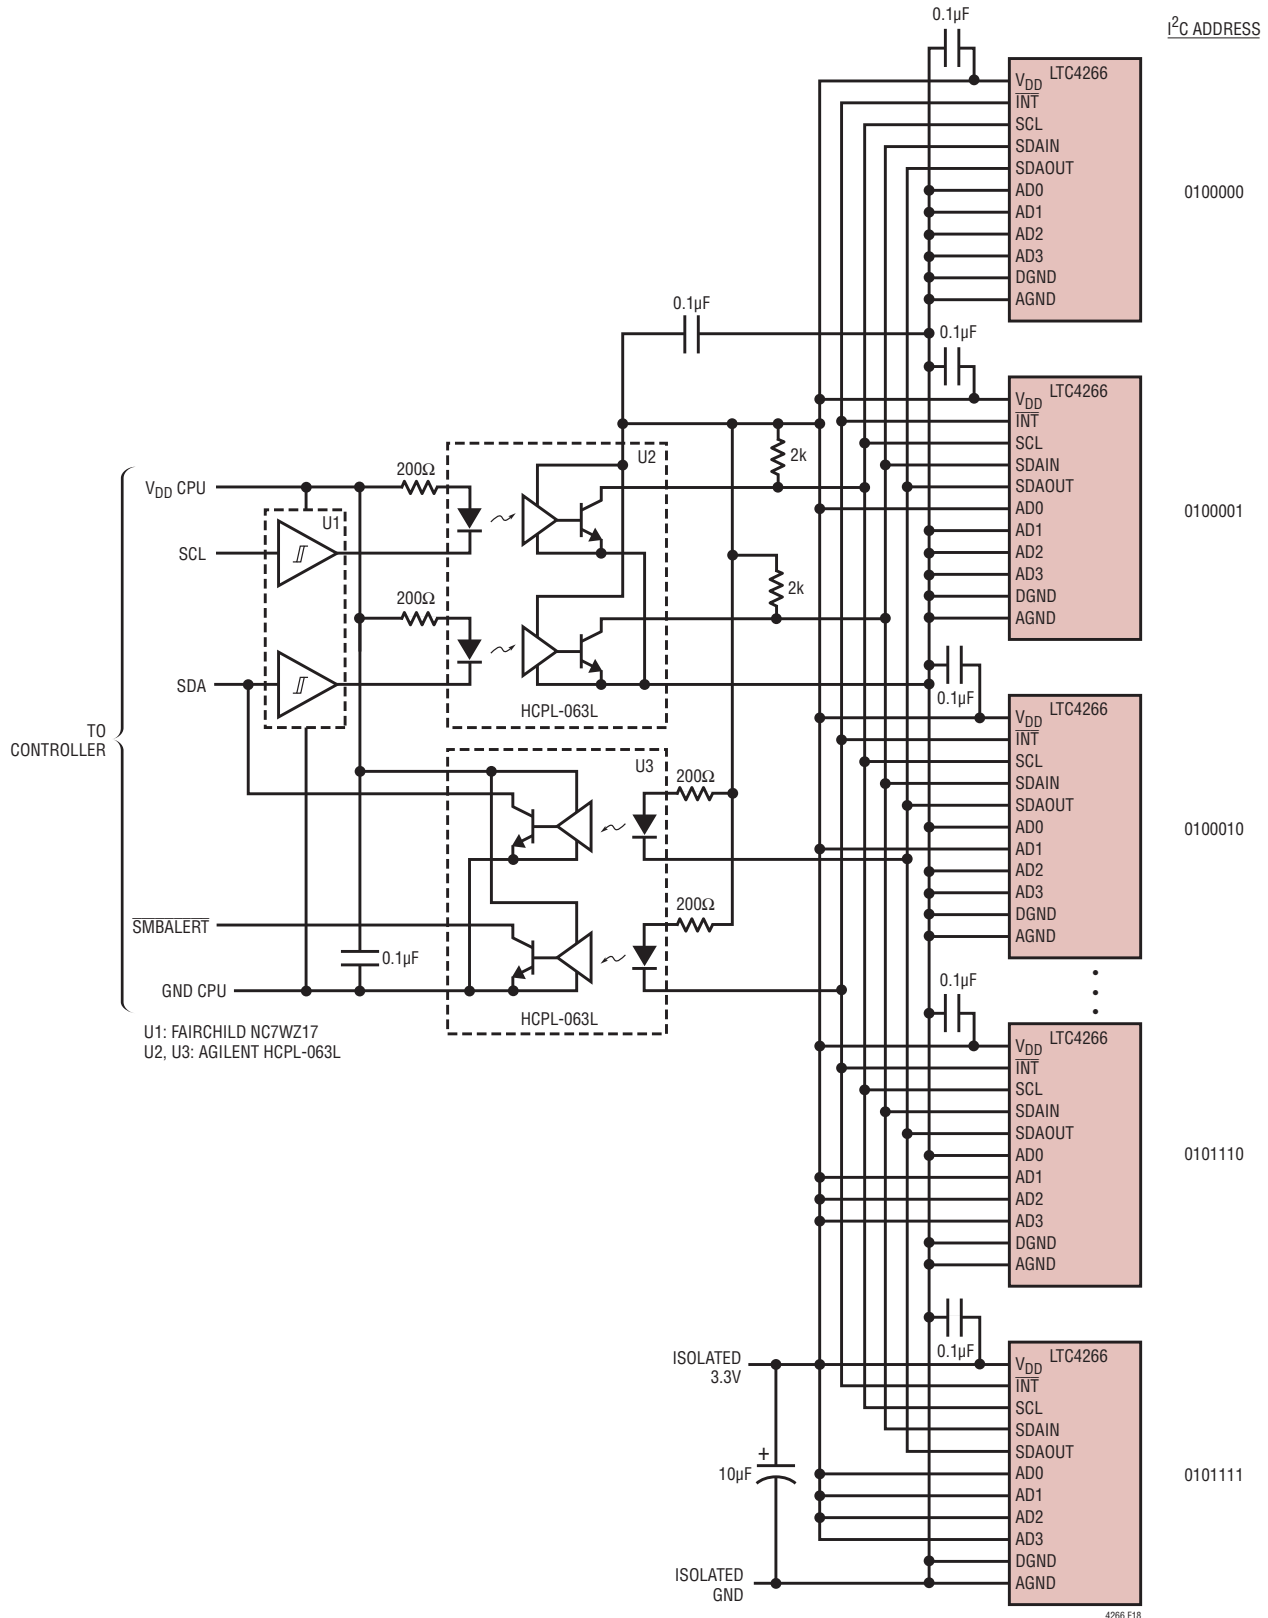 0.1µF
I²C ADDRESS
LTC4266
VDD
INT
SCL
SDAIN
SDAOUT
AD0
AD1
AD2
AD3
DGND
AGND
0100000
0.1µF
0.1µF
LTC4266
VDD
INT
SCL
SDAIN
SDAOUT
AD0
AD1
AD2
AD3
DGND
AGND
0100001
U2
2k
200Ω
VDD CPU
U1
SCL
2k
200Ω
SDA
HCPL-063L
0.1µF
TO
CONTROLLER
LTC4266
VDD
INT
SCL
SDAIN
SDAOUT
AD0
AD1
AD2
AD3
DGND
AGND
0100010
U3
200Ω
200Ω
SMBALERT
0.1µF
GND CPU
HCPL-063L
U1: FAIRCHILD NC7WZ17
U2, U3: AGILENT HCPL-063L
0.1µF
LTC4266
VDD
INT
SCL
SDAIN
SDAOUT
AD0
AD1
AD2
AD3
DGND
AGND
0101110
0.1µF
ISOLATED
3.3V
LTC4266
VDD
INT
SCL
SDAIN
SDAOUT
AD0
AD1
AD2
AD3
DGND
AGND
0101111
+
10µF
ISOLATED
GND
4266 F18